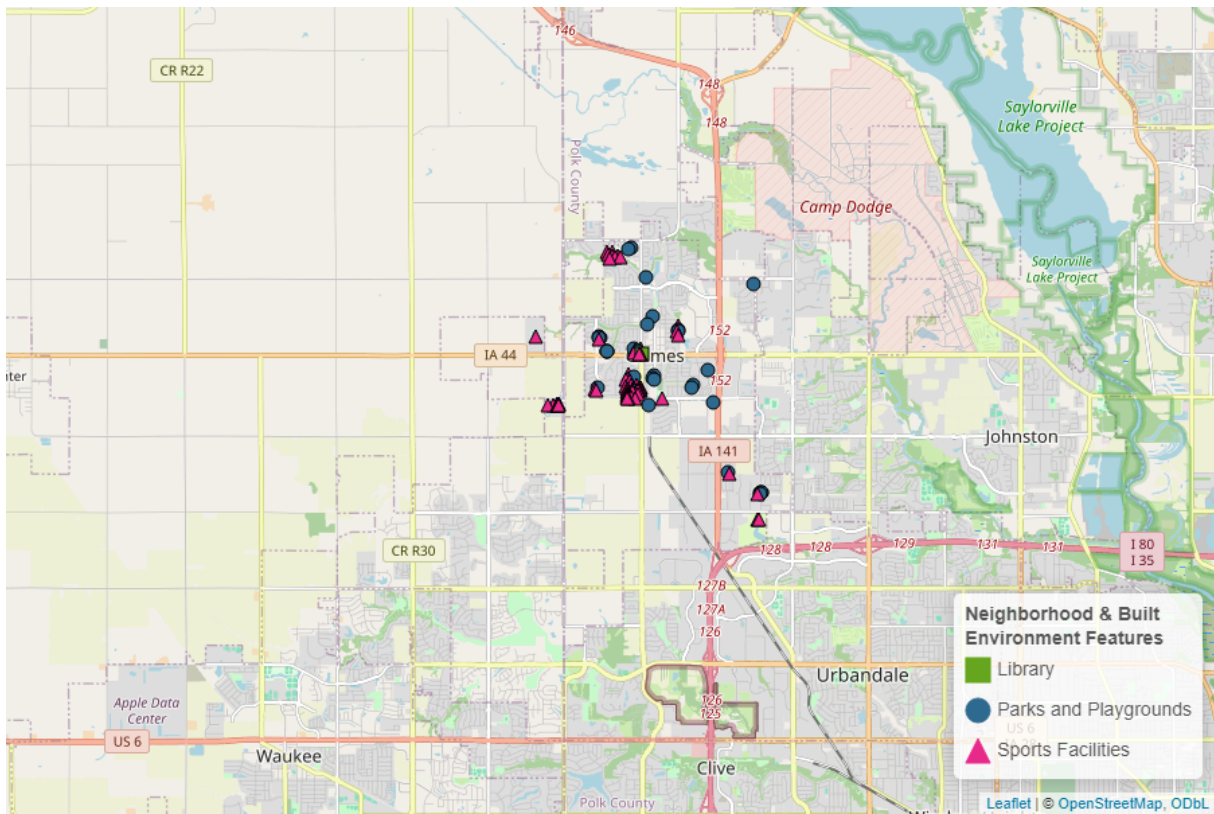 146
CR R22
148
Saylorville
Lake Project
148
Polk County
Camp Dodge
Saylorville
Lake Project
152
IA 44
mes
nter
152
Johnston
IA 141
CR R30
128
128
129
131
131
I 80
I 35
127B
127A
126
Neighborhood & Built
Environment Features
Library
Parks and Playgrounds
Sports Facilities
Urbandale
Apple Data
Center
126
125
US 6
US 6
Waukee
Clive
Polk County
Leaflet | © OpenStreetMap, ODbL